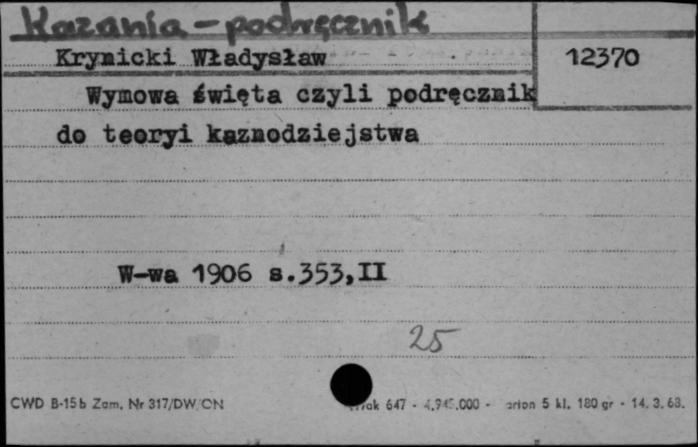 Kazania - podręcznik
Krynicki Władysław
12370
Wymowa święta czyli podręcznik
do teoryi kaznodziejstwa
W-wa 1906 s.353,II
25
CWD B-15b Zam. Nr 317/DW/CN 647 - 5 kl. 180 gr - 14. 3. 63.